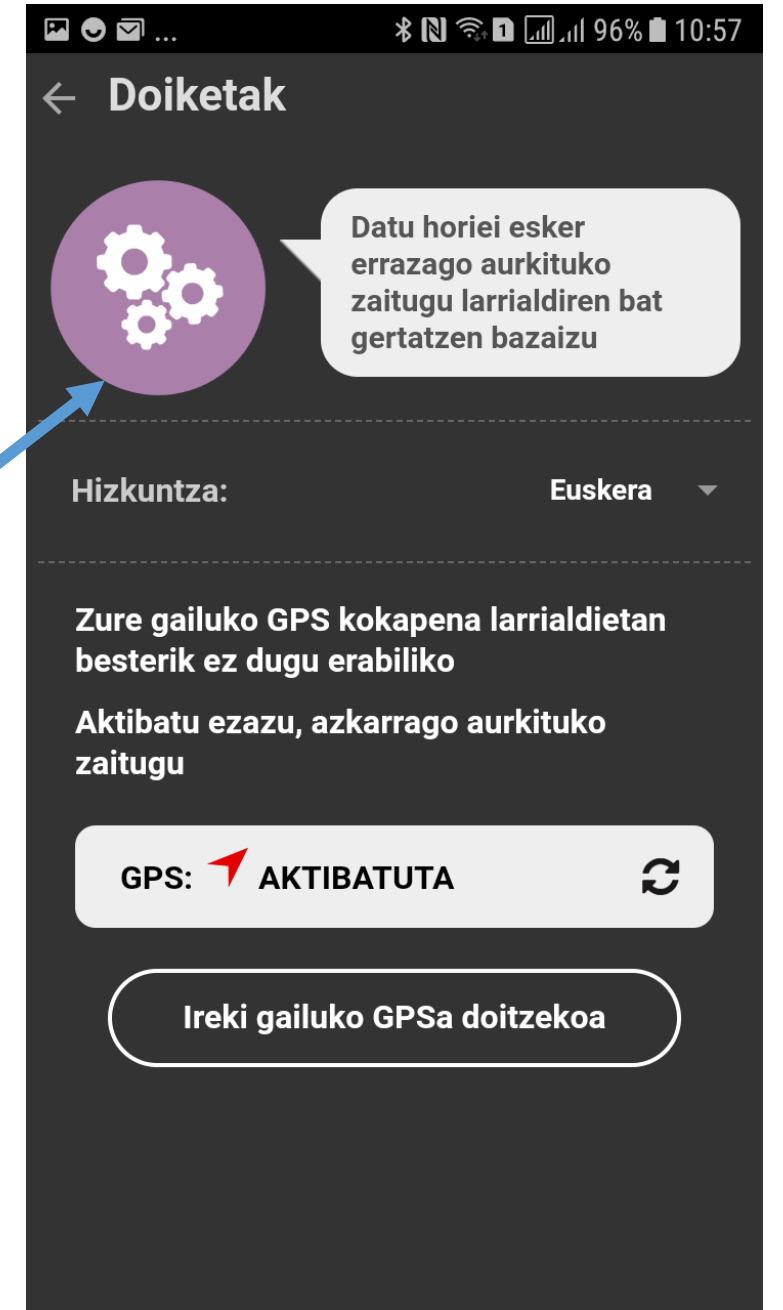 ... 1 96% 10:57
Doiketak
Datu horiei esker
errazago aurkituko
zaitugu larrialdiren bat
gertatzen bazaizu
Hizkuntza: Euskera
Zure gailuko GPS kokapena larrialdietan
besterik ez dugu erabiliko
Aktibatu ezazu, azkarrago aurkituko
zaitugu
GPS: AKTIBATUTA
Ireki gailuko GPSa doitzekoa